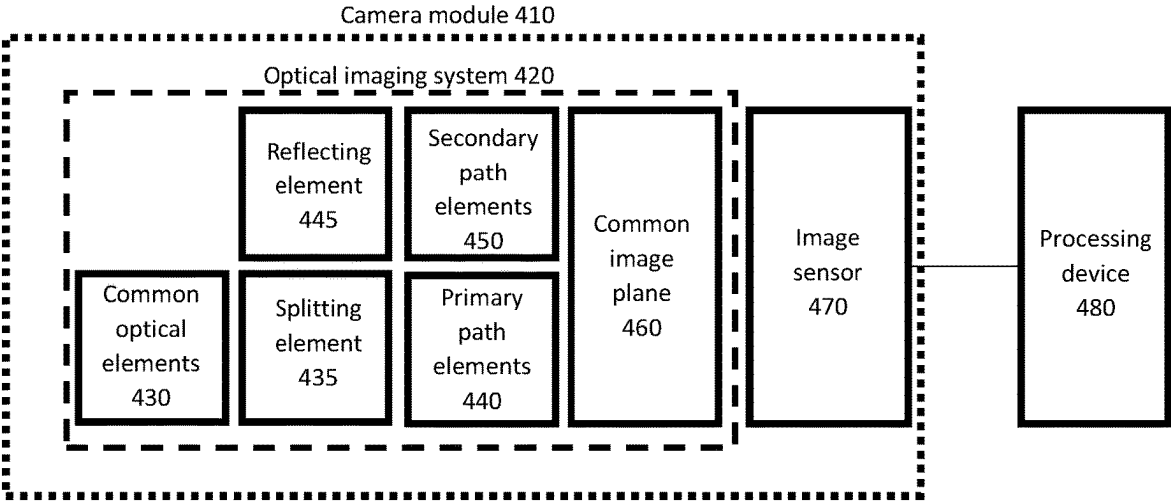 Camera module 410
Optical imaging system 420
Reflecting
element
445
Secondary
path
elements
450
Common
image
plane
460
Image
sensor
470
Processing
device
480
Common
optical
elements
430
Splitting
element
435
Primary
path
elements
440